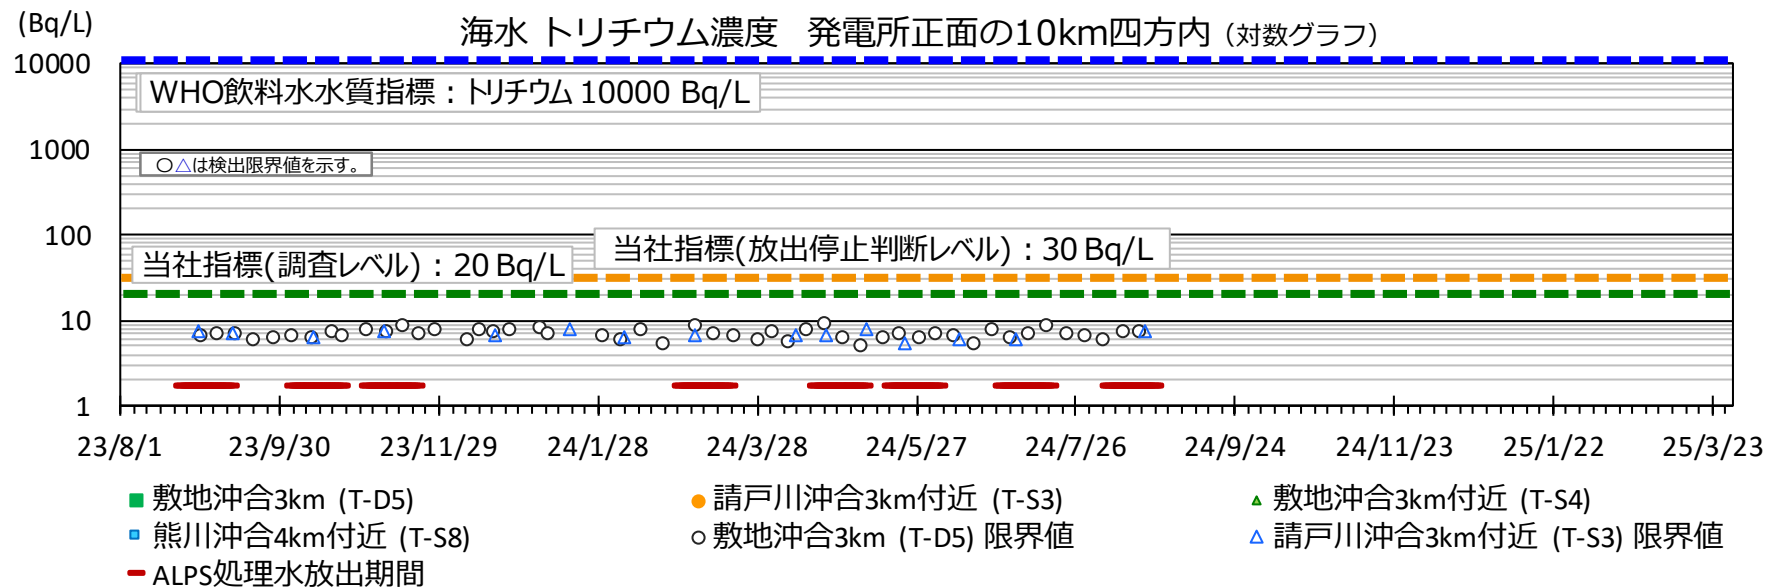 (Bq/L)
海水 トリチウム濃度 発電所正面の10km四方内 (対数グラフ)
10000
WHO飲料水水質指標：トリチウム 10000 Bq/L
1000
○△は検出限界値を示す。
100
当社指標(放出停止判断レベル)：30 Bq/L
当社指標(調査レベル)：20 Bq/L
10
1
23/8/1 23/9/30 23/11/29 24/1/28 24/3/28 24/5/27 24/7/26 24/9/24 24/11/23 25/1/22 25/3/23
敷地沖合3km (T-D5) 請戸川沖合3km付近 (T-S3) 敷地沖合3km付近 (T-S4)
熊川沖合4km付近 (T-S8) 敷地沖合3km (T-D5) 限界値 請戸川沖合3km付近 (T-S3) 限界値
ALPS処理水放出期間